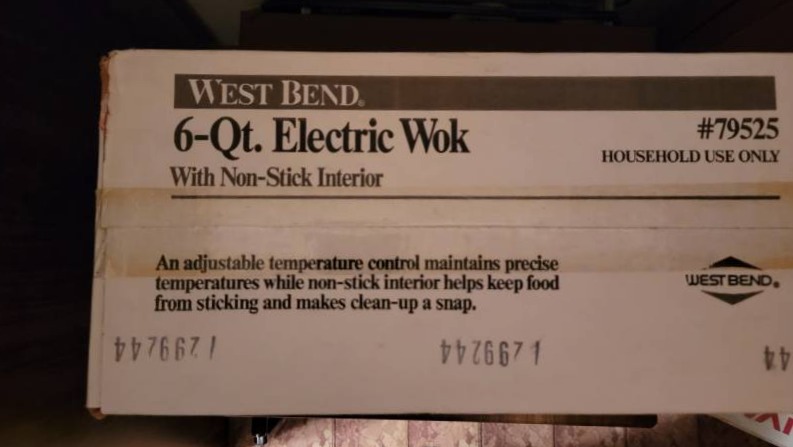 WEST BEND®
6-Qt. Electric Wok
#79525
With Non-Stick Interior
HOUSEHOLD USE ONLY
An adjustable temperature control maintains precise
temperatures while non-stick interior helps keep food
from sticking and makes clean-up a snap.
WEST BEND®